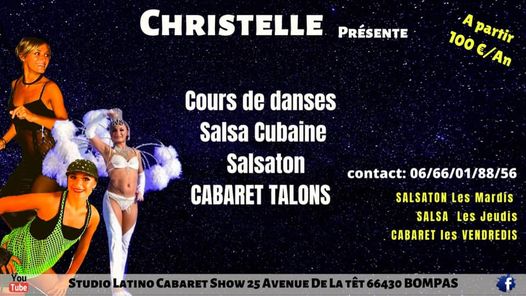 Christelle Présente
A partir
100 €/An
Cours de danses
Salsa Cubaine
Salsaton
CABARET TALONS
contact: 06/66/01/88/56
SALSATON Les Mardis
SALSA Les Jeudis
CABARET les VENDREDIS
You
Tube
Studio Latino Cabaret Show 25 Avenue De La têt 66430 BOMPAS
f